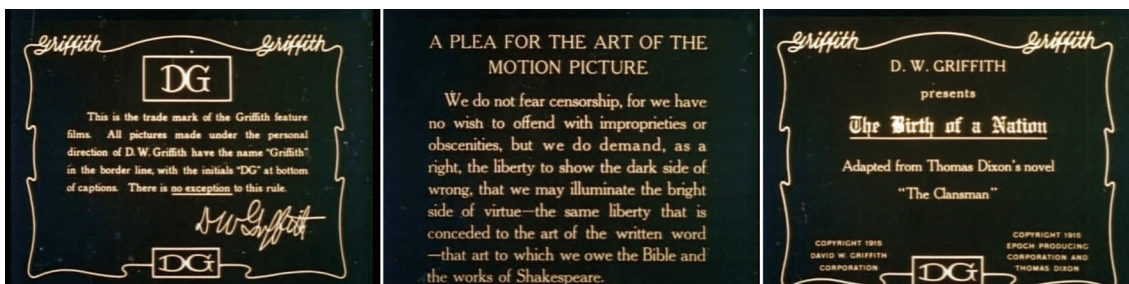 Griffith Griffith
DG
This is the trade mark of the Griffith feature
films. All pictures made under the personal
direction of D. W. Griffith have the name "Griffith"
in the border line, with the initials "DG" at bottom
of captions. There is no exception to this rule.
D W Griffith
DG
A PLEA FOR THE ART OF THE
MOTION PICTURE
We do not fear censorship, for we have
no wish to offend with improprieties or
obscenities, but we do demand, as a
right, the liberty to show the dark side of
wrong, that we may illuminate the bright
side of virtue—the same liberty that is
conceded to the art of the written word
—that art to which we owe the Bible and
the works of Shakespeare.
Griffith Griffith
D. W. GRIFFITH
presents
The Birth of a Nation
Adapted from Thomas Dixon's novel
"The Clansman"
COPYRIGHT 1915
DAVID W. GRIFFITH
CORPORATION
COPYRIGHT 1915
EPOCH PRODUCING
CORPORATION AND
THOMAS DIXON
DG